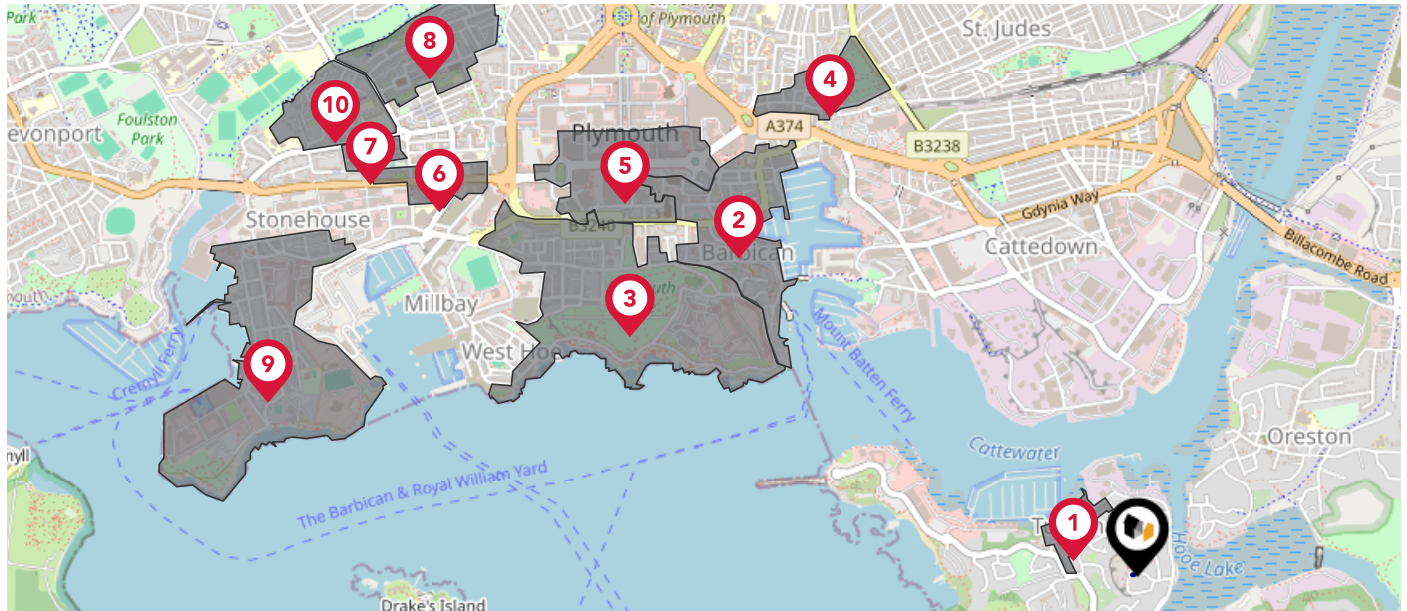 Park
8
of Plymouth
St. Judes
10
4
Foulston
Park
evonport
7
A374
Plymouth
B3238
5
6
Gdynia Way
Stonehouse
2
B3240
Cattedown
Barbican
Billacombe Road
Millbay
3
outh
West Ho
Mount Batten Ferry
Cremyll Ferry
9
Oreston
Cattewater
nyll
The Barbican & Royal William Yard
1
T
Hooe Lake
Drake's Island